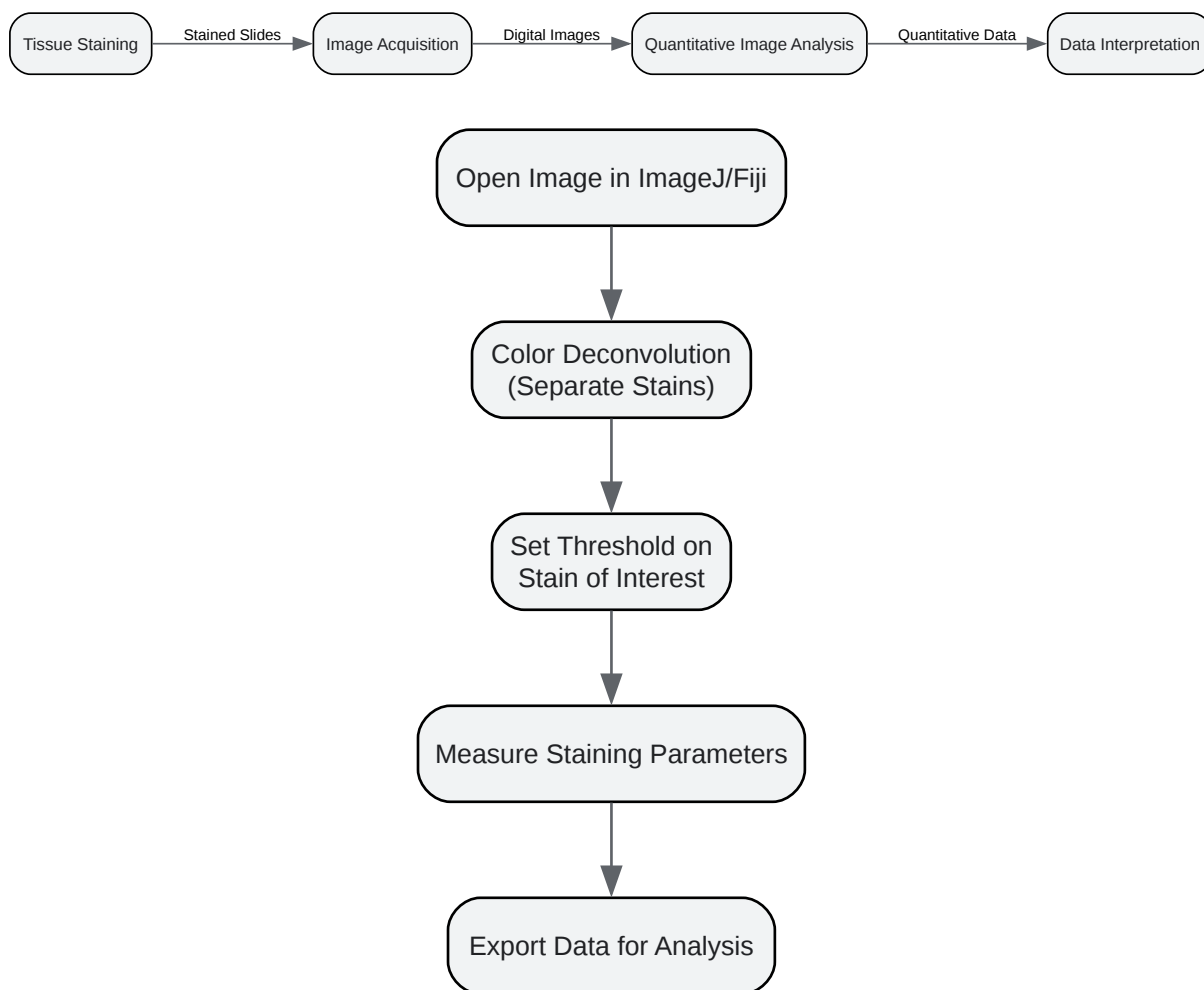 Tissue Staining
Stained Slides
Image Acquisition
Digital Images
Quantitative Image Analysis
Quantitative Data
Data Interpretation
Open Image in ImageJ/Fiji
Color Deconvolution
(Separate Stains)
Set Threshold on
Stain of Interest
Measure Staining Parameters
Export Data for Analysis